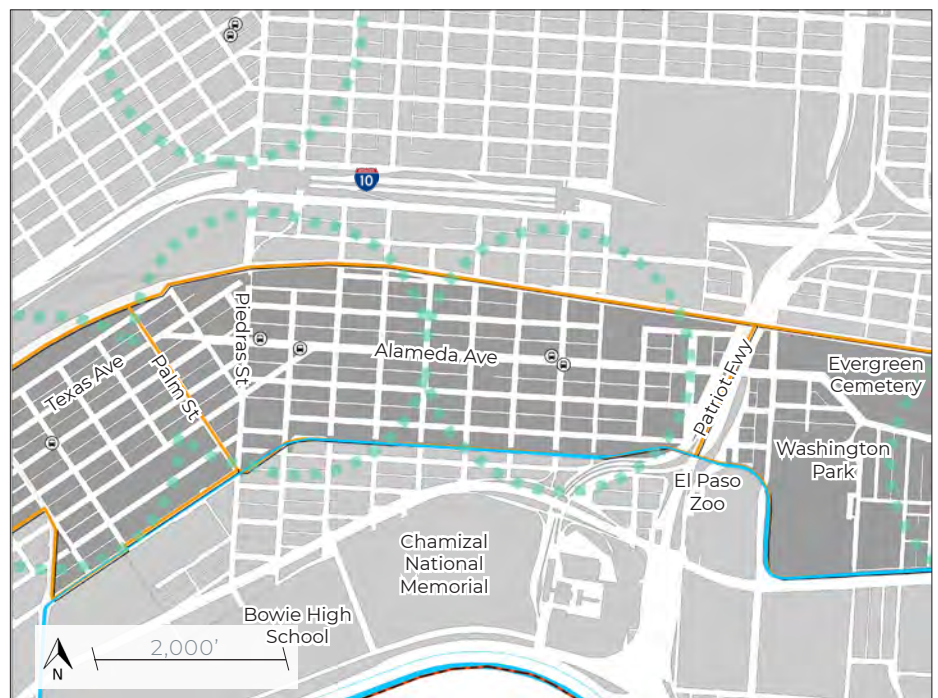 10
Piedras St
Alameda Ave
Texas Ave
Palm St
Patriot Fwy
Evergreen
Cemetery
Washington
Park
El Paso
Zoo
Chamizal
National
Memorial
Bowie High
School
2,000’
N